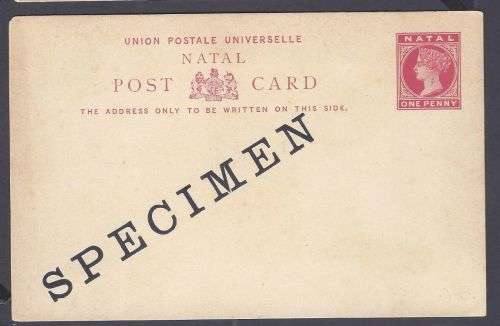 UNION POSTALE UNIVERSELLE
NATAL
POST CARD
THE ADDRESS ONLY TO BE WRITTEN ON THIS SIDE.
NATAL
ONE PENNY
SPECIMEN